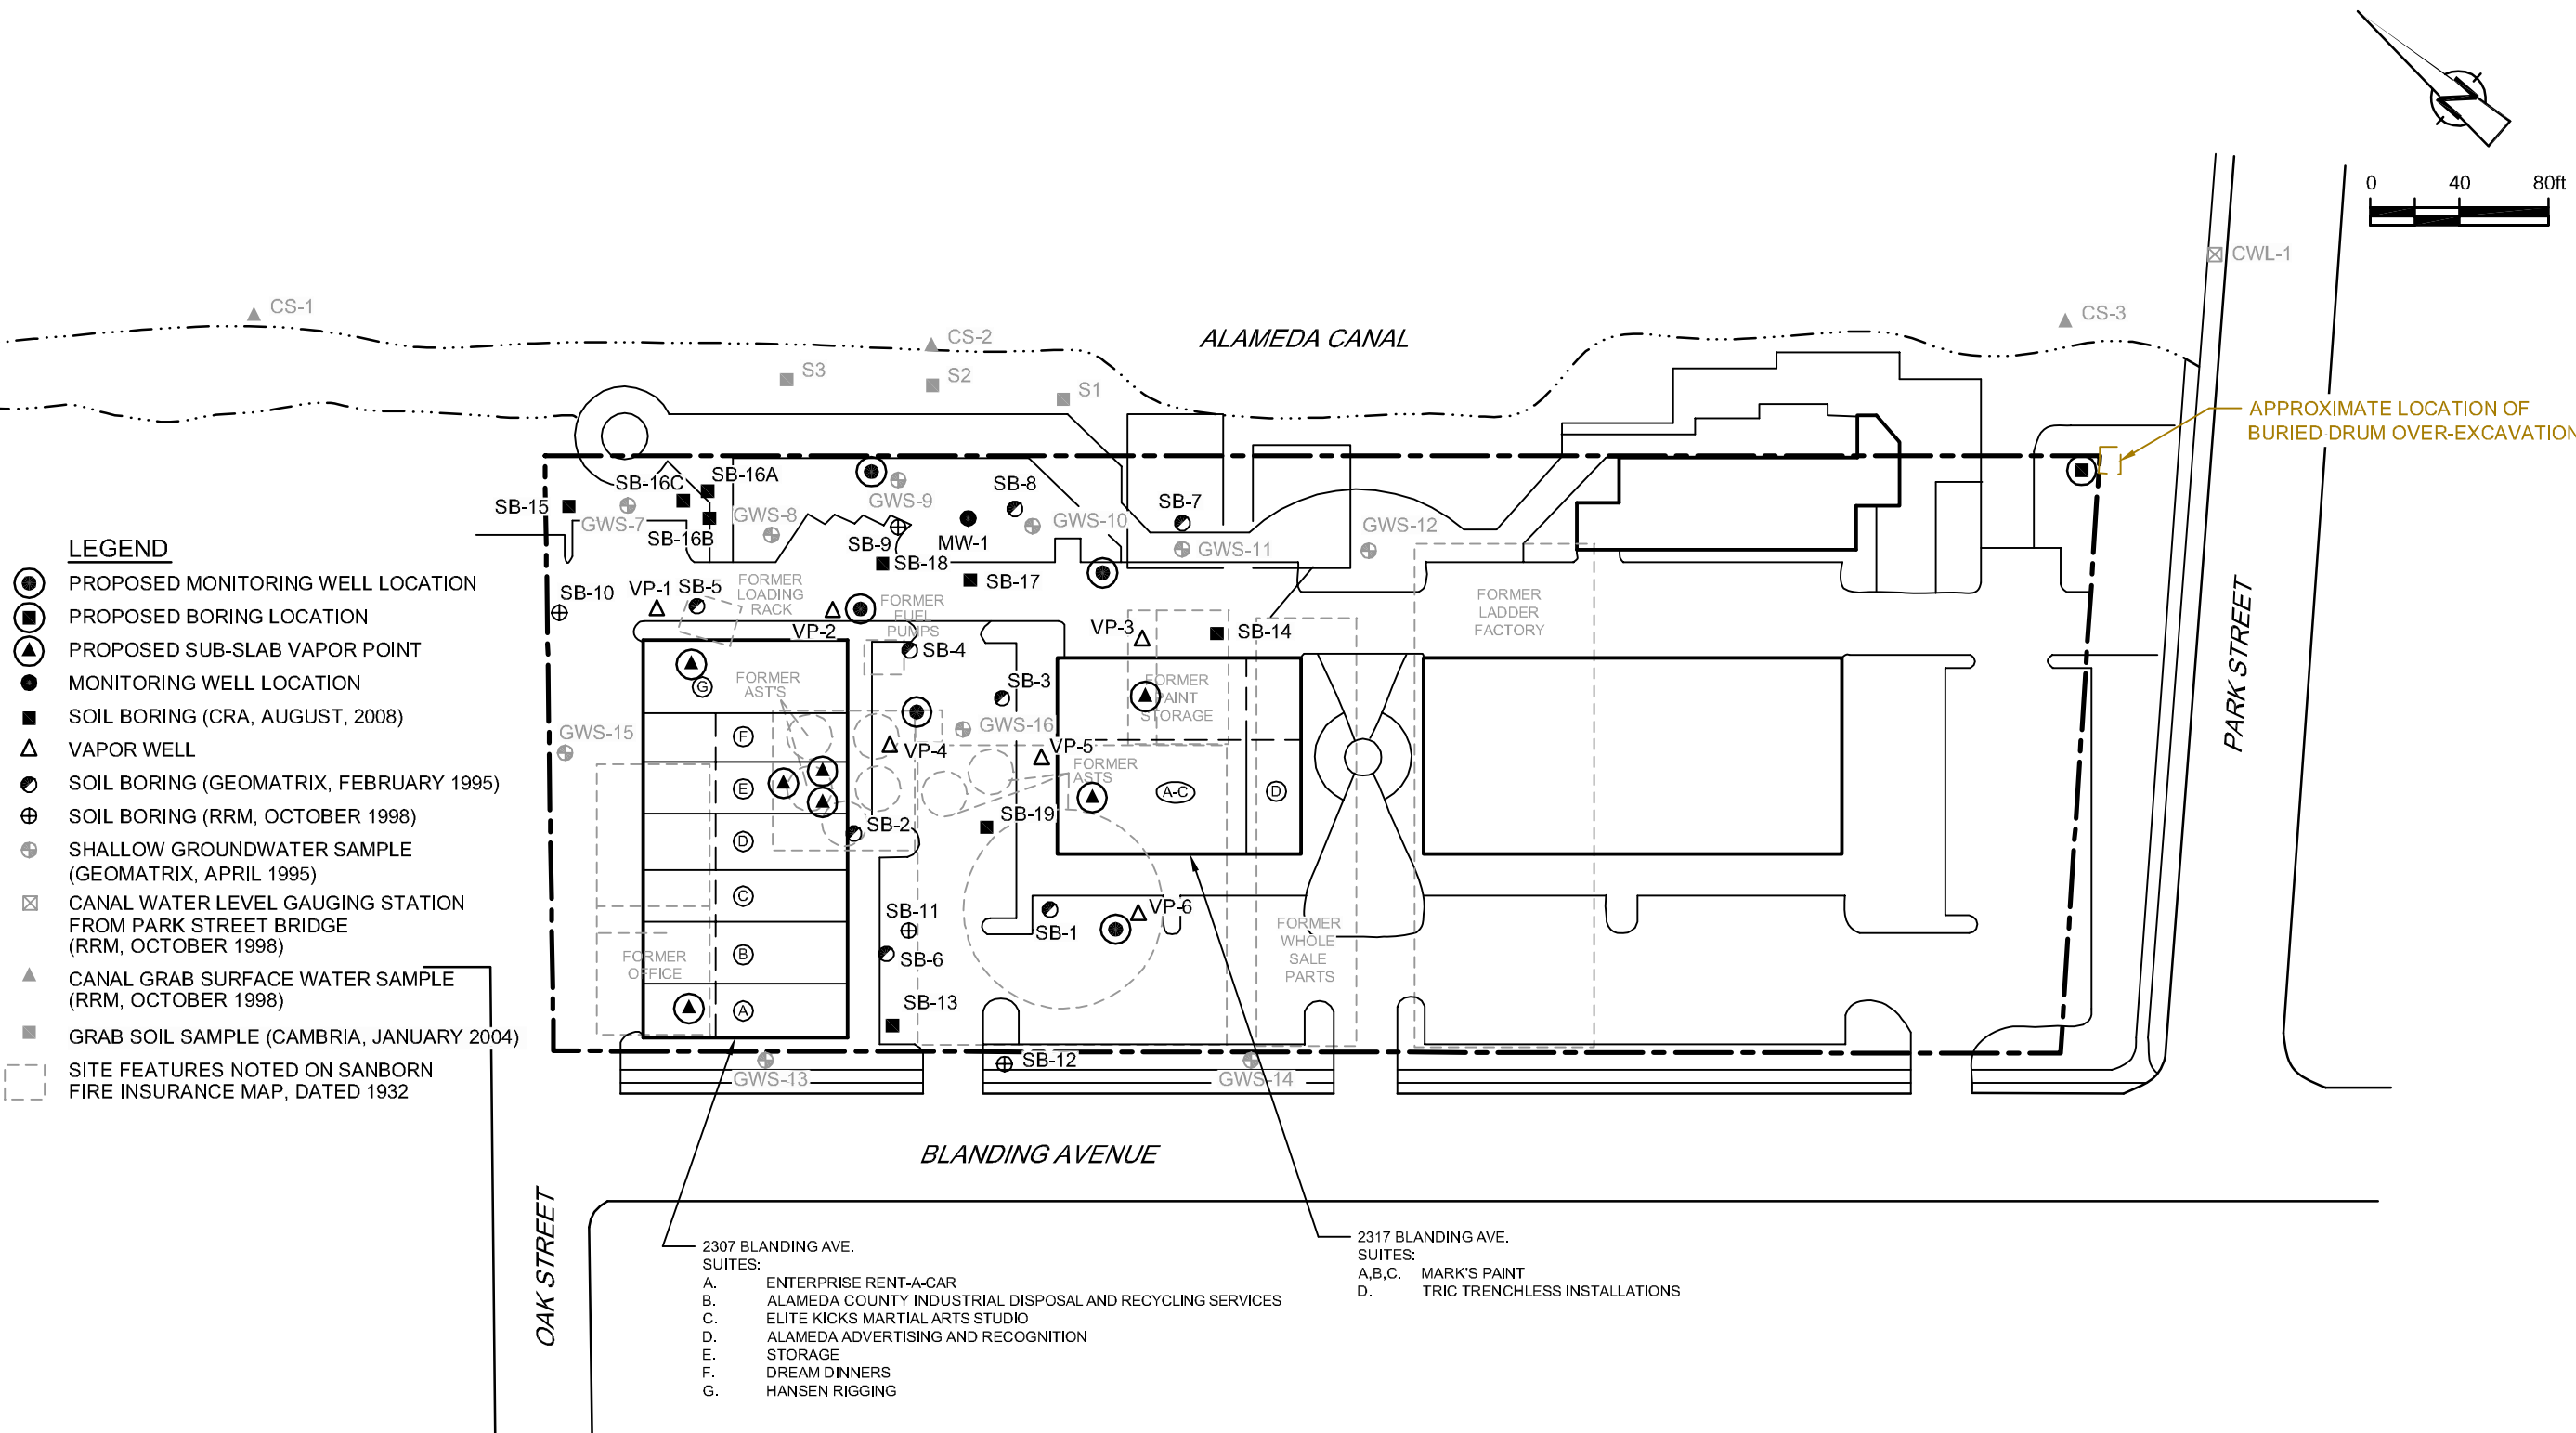 N
0 40 80ft
CWL-1
CS-1
CS-2
CS-3
ALAMEDA CANAL
S3
S2
S1
APPROXIMATE LOCATION OF
BURIED DRUM OVER-EXCAVATION
SB-16A
SB-16C
SB-15
GWS-7
SB-16B
GWS-8
GWS-9
SB-9
SB-18
MW-1
SB-8
GWS-10
SB-7
GWS-11
GWS-12
SB-17
SB-10
VP-1
SB-5
FORMER
LOADING
RACK
VP-2
FORMER
FUEL
PUMPS
SB-4
VP-3
SB-14
FORMER
LADDER
FACTORY
PARK STREET
LEGEND
PROPOSED MONITORING WELL LOCATION
PROPOSED BORING LOCATION
PROPOSED SUB-SLAB VAPOR POINT
MONITORING WELL LOCATION
SOIL BORING (CRA, AUGUST, 2008)
VAPOR WELL
SOIL BORING (GEOMATRIX, FEBRUARY 1995)
SOIL BORING (RRM, OCTOBER 1998)
SHALLOW GROUNDWATER SAMPLE
(GEOMATRIX, APRIL 1995)
CANAL WATER LEVEL GAUGING STATION
FROM PARK STREET BRIDGE
(RRM, OCTOBER 1998)
CANAL GRAB SURFACE WATER SAMPLE
(RRM, OCTOBER 1998)
GRAB SOIL SAMPLE (CAMBRIA, JANUARY 2004)
SITE FEATURES NOTED ON SANBORN
FIRE INSURANCE MAP, DATED 1932
GWS-15
G
FORMER
AST'S
F
E
D
C
B
A
FORMER
OFFICE
SB-3
GWS-16
VP-4
VP-5
FORMER
ASTS
FORMER
PAINT
STORAGE
A-C
D
SB-2
SB-19
SB-11
SB-6
SB-13
SB-1
VP-6
FORMER
WHOLE
SALE
PARTS
GWS-13
SB-12
GWS-14
BLANDING AVENUE
OAK STREET
2307 BLANDING AVE.
SUITES:
A. ENTERPRISE RENT-A-CAR
B. ALAMEDA COUNTY INDUSTRIAL DISPOSAL AND RECYCLING SERVICES
C. ELITE KICKS MARTIAL ARTS STUDIO
D. ALAMEDA ADVERTISING AND RECOGNITION
E. STORAGE
F. DREAM DINNERS
G. HANSEN RIGGING
2317 BLANDING AVE.
SUITES:
A,B,C. MARK'S PAINT
D. TRIC TRENCHLESS INSTALLATIONS